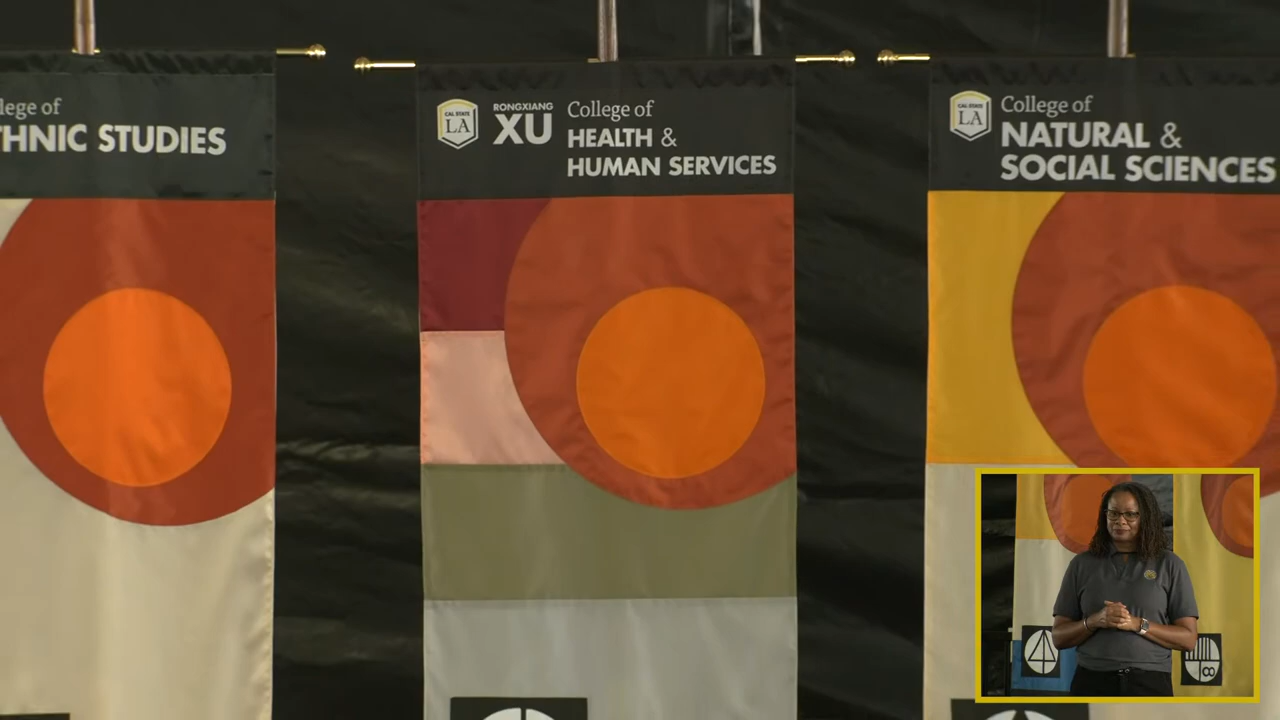 lege of
THNIC STUDIES
CAL STATE
LA
RONGXIANG
XU
College of
HEALTH &
HUMAN SERVICES
CAL STATE
LA
College of
NATURAL &
SOCIAL SCIENCES